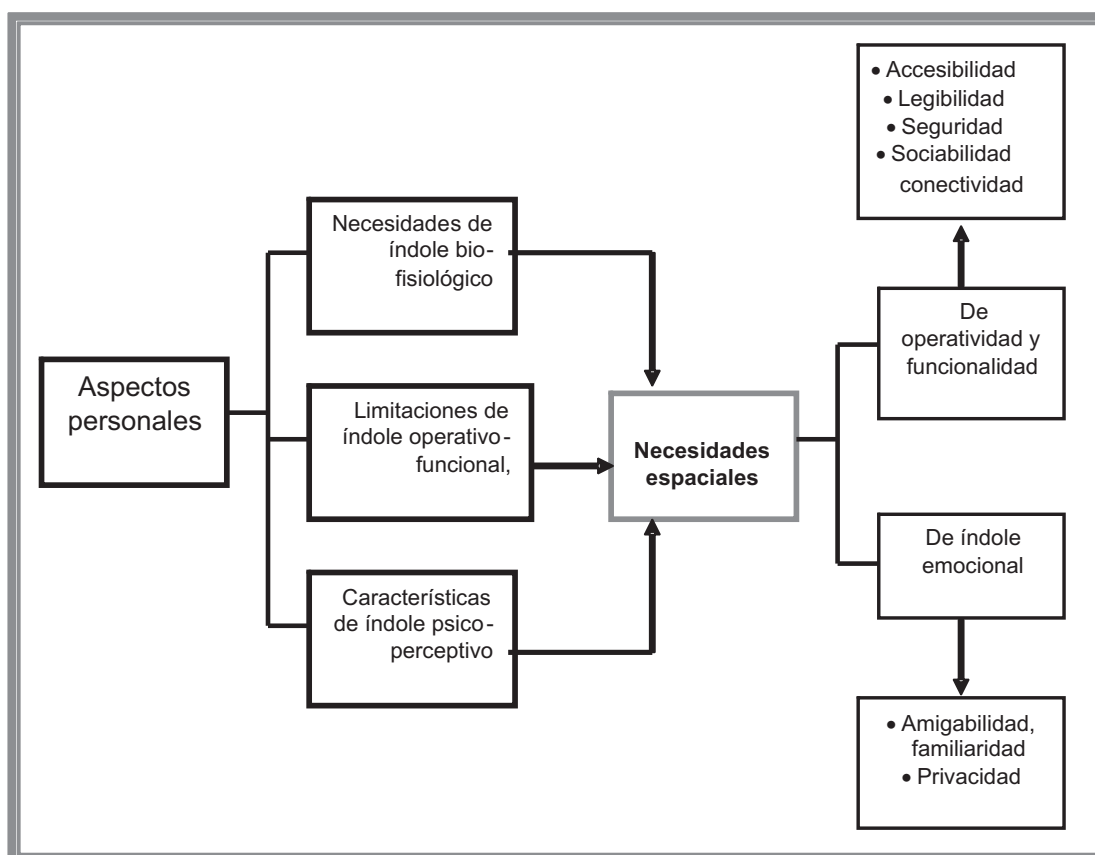 Aspectos
personales
Necesidades de
índole bio-
fisiológico
Limitaciones de
índole operativo-
funcional,
Características
de índole psico-
perceptivo
Necesidades
espaciales
• Accesibilidad
• Legibilidad
• Seguridad
• Sociabilidad
conectividad
De
operatividad y
funcionalidad
De índole
emocional
• Amigabilidad,
familiaridad
• Privacidad